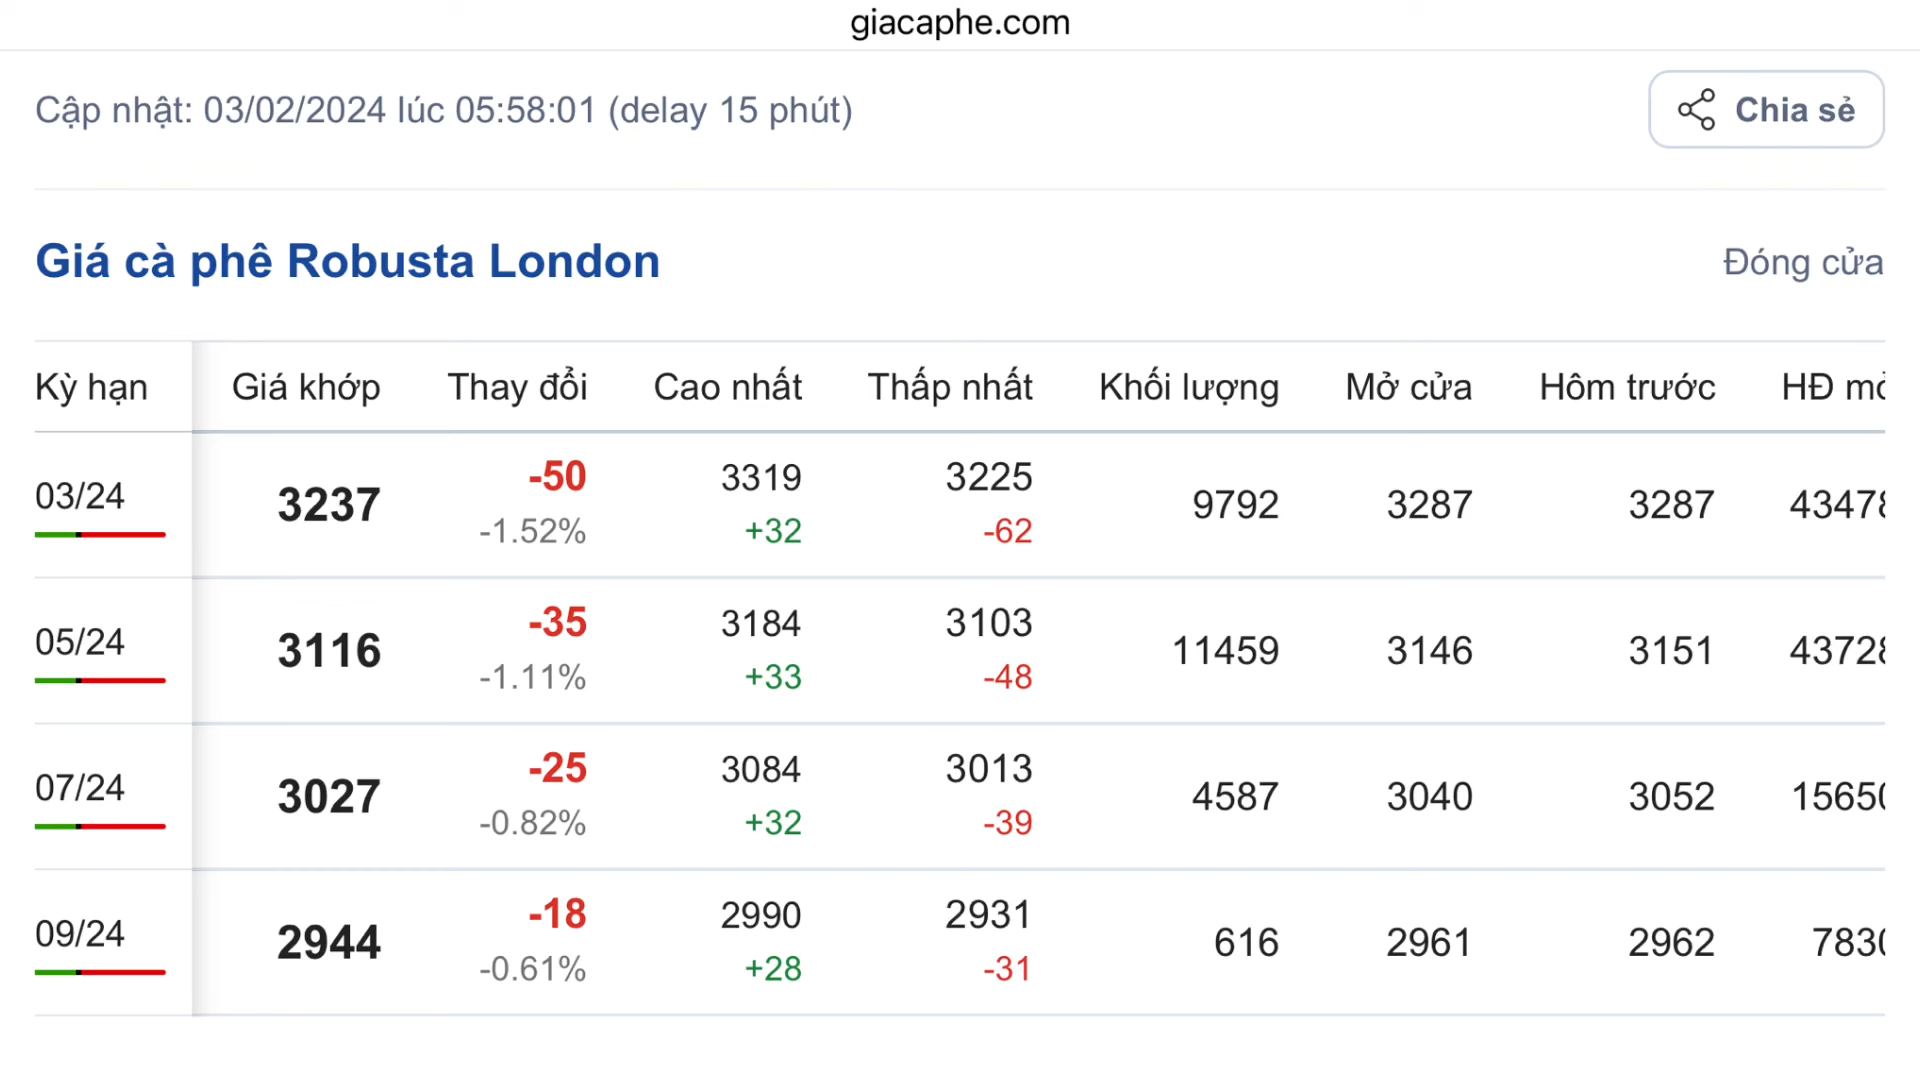 giacaphe.com
Cập nhật: 03/02/2024 lúc 05:58:01 (delay 15 phút)
Chia sẻ
Giá cà phê Robusta London
Đóng cửa
Kỳ hạn Giá khớp Thay đổi Cao nhất Thấp nhất Khối lượng Mở cửa Hôm trước HĐ
03/24 3237 -50 3319 3225 9792 3287 3287
-1.52% +32 -62
05/24 3116 -35 3184 3103 11459 3146 3151
-1.11% +33 -48
07/24 3027 -25 3084 3013 4587 3040 3052
-0.82% +32 -39
09/24 2944 -18 2990 2931 616 2961 2962
-0.61% +28 -31